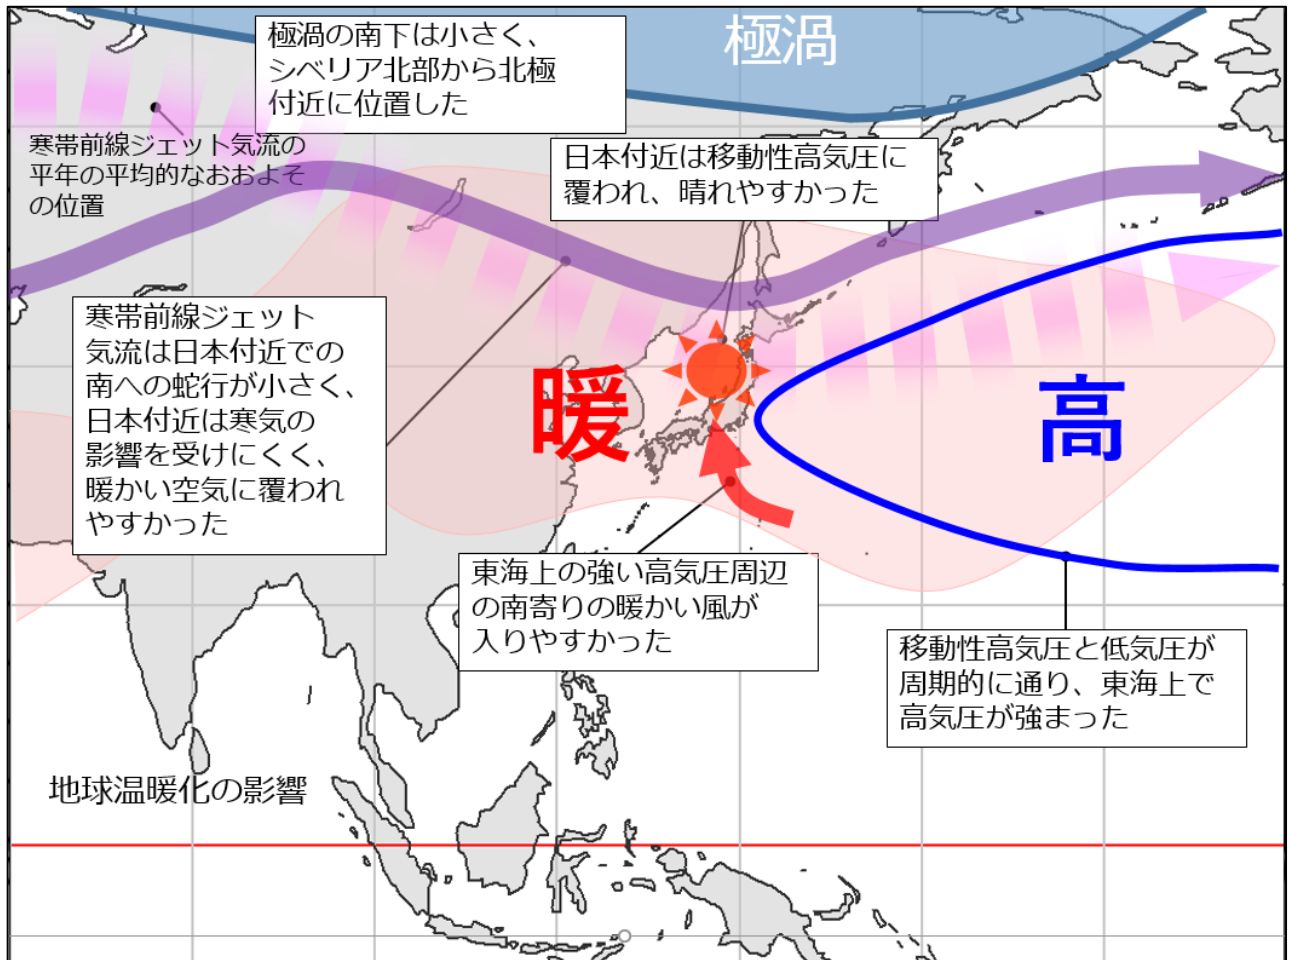 極渦の南下は小さく、
シベリア北部から北極
付近に位置した
極渦
寒帯前線ジェット気流の
平年の平均的なおおよそ
の位置
日本付近は移動性高気圧に
覆われ、晴れやすかった
寒帯前線ジェット
気流は日本付近での
南への蛇行が小さく、
日本付近は寒気の
影響を受けにくく、
暖かい空気に覆われ
やすかった
暖
高
東海上の強い高気圧周辺
の南寄りの暖かい風が
入りやすかった
移動性高気圧と低気圧が
周期的に通り、東海上で
高気圧が強まった
地球温暖化の影響